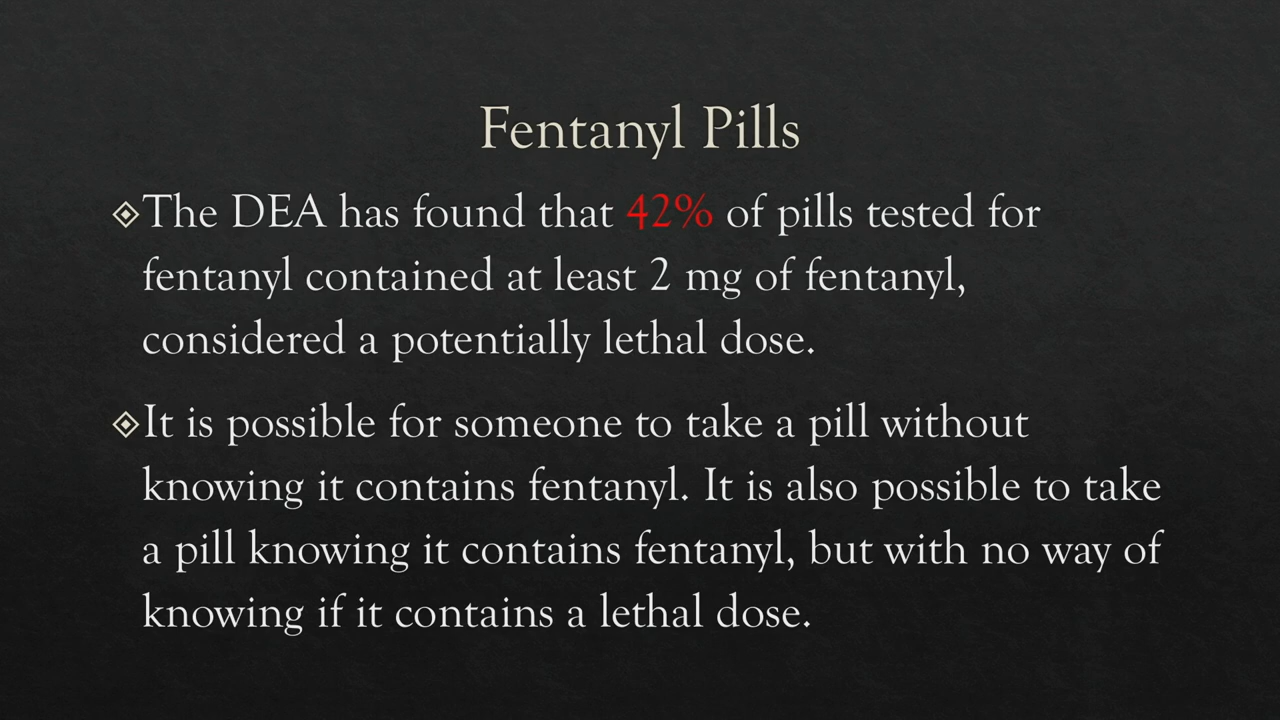 Fentanyl Pills
The DEA has found that 42% of pills tested for
fentanyl contained at least 2 mg of fentanyl,
considered a potentially lethal dose.
It is possible for someone to take a pill without
knowing it contains fentanyl. It is also possible to take
a pill knowing it contains fentanyl, but with no way of
knowing if it contains a lethal dose.